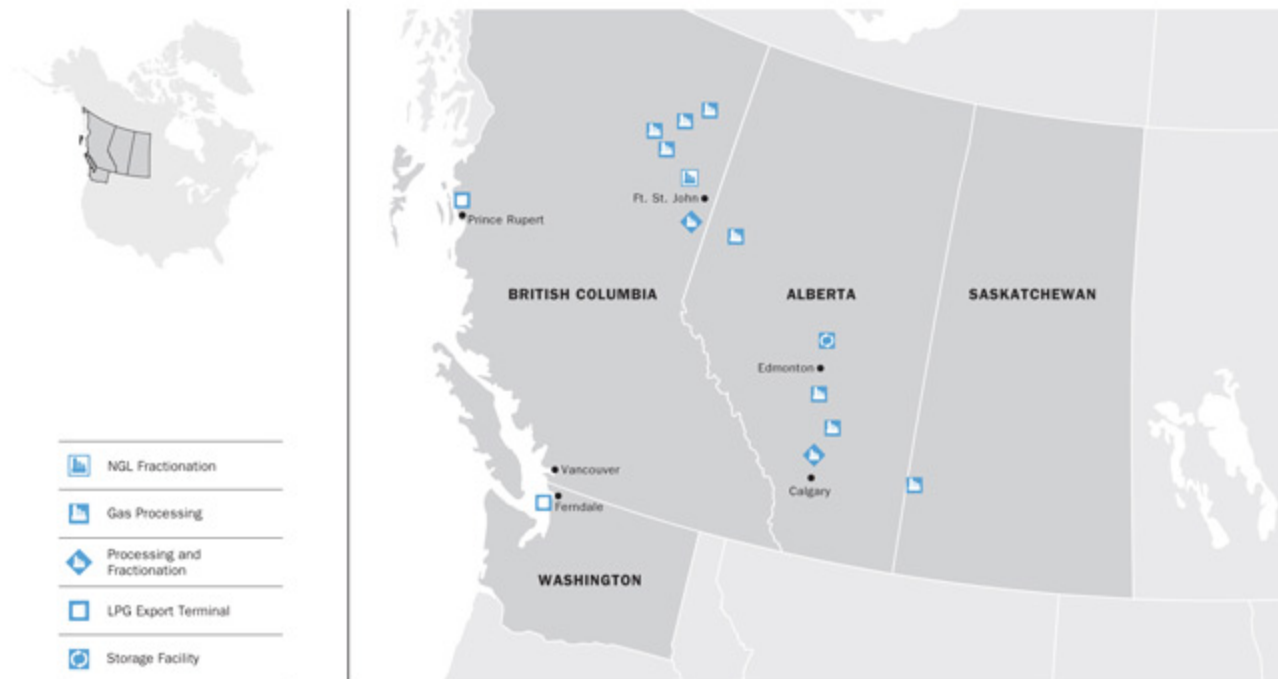 Ft. St. John
Prince Rupert
BRITISH COLUMBIA
ALBERTA
SASKATCHEWAN
Edmonton
Vancouver
Calgary
Ferndale
WASHINGTON
NGL Fractionation
Gas Processing
Processing and
Fractionation
LPG Export Terminal
Storage Facility